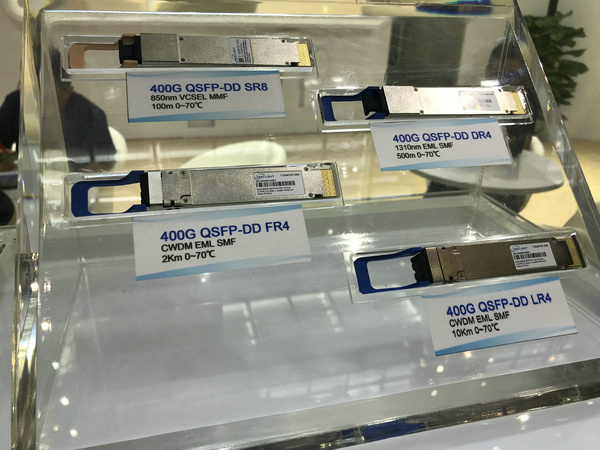 400G QSFP-DD SR8
850nm VCSEL MMF
100m 0~70℃
400G QSFP-DD DR4
1310nm EML SMF
500m 0~70℃
400G QSFP-DD FR4
CWDM EML SMF
2Km 0~70℃
400G QSFP-DD LR4
CWDM EML SMF
10Km 0~70℃